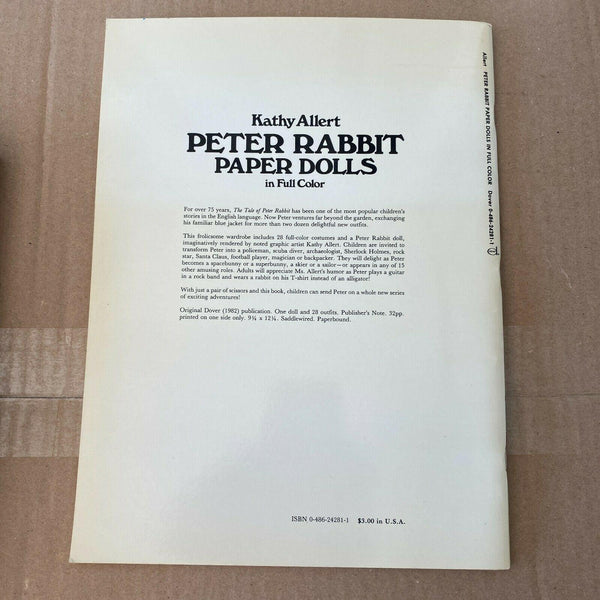 Kathy Allert
PETER RABBIT
PAPER DOLLS
in Full Color
For over 75 years, The Tale of Peter Rabbit has been one of the most popular children's
stories in the English language. Now Peter ventures far beyond the garden, exchanging
his familiar blue jacket for more than two dozen delightful new outfits.
This frolicsome wardrobe includes 28 full-color costumes and a Peter Rabbit doll,
imaginatively rendered by noted graphic artist Kathy Allert. Children are invited to
transform Peter into a policeman, scuba diver, archaeologist, Sherlock Holmes, rock
star, Santa Claus, football player, magician or backpacker. They will delight as Peter
becomes a spacebunny or a superbunny, a skier or a sailor—or appears in any of 15
other amusing roles. Adults will appreciate Ms. Allert's humor as Peter plays a guitar
in a rock band and wears a rabbit on his T-shirt instead of an alligator!
With just a pair of scissors and this book, children can send Peter on a whole new series
of exciting adventures!
Original Dover (1982) publication. One doll and 28 outfits. Publisher's Note. 32pp.
printed on one side only. 9¼ x 12¼. Saddlewired. Paperbound.
ISBN 0-486-24281-1 $3.00 in U.S.A.
Allert PETER RABBIT PAPER DOLLS IN FULL COLOR Dover 0-486-24281-1